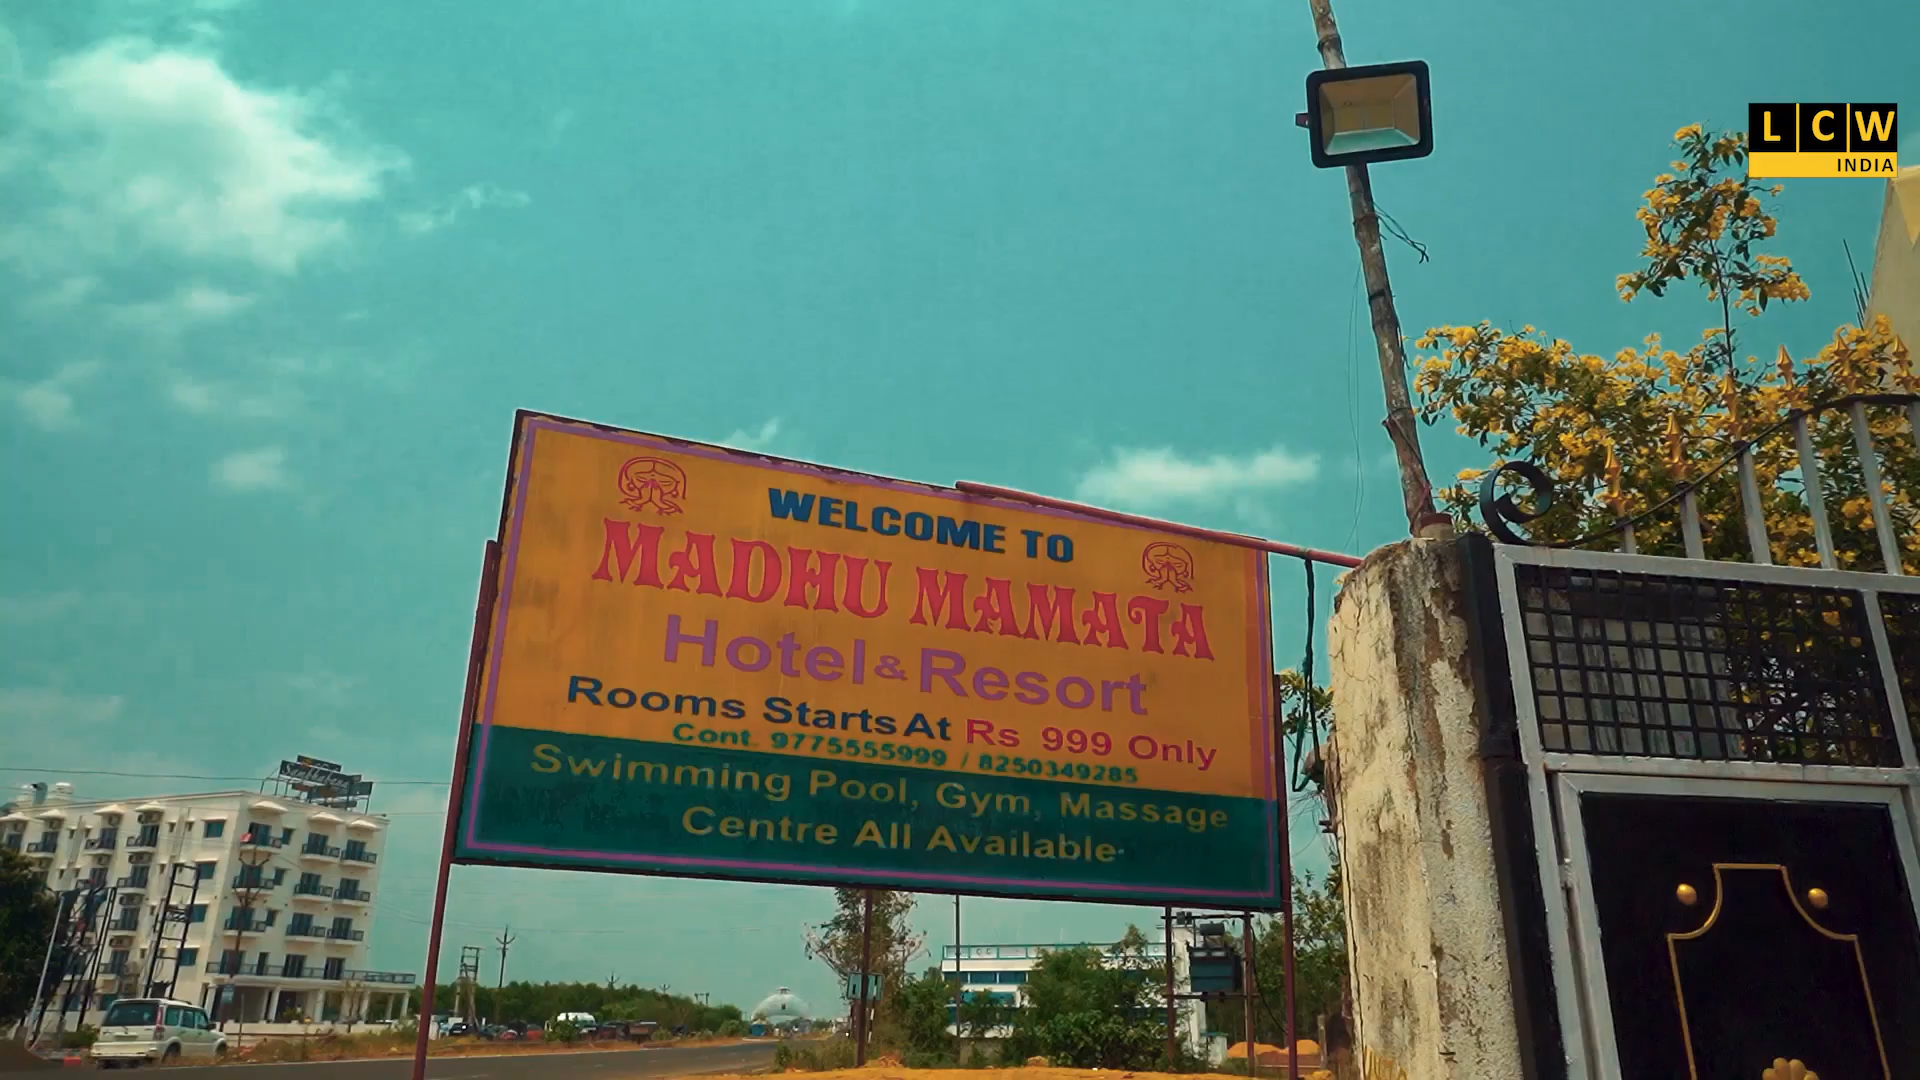 LCW
INDIA
WELCOME TO
MADHU MAMATA
Hotel & Resort
Rooms Starts At Rs 999 Only
Cont. 9775555999 / 8250349285
Swimming Pool, Gym, Massage
Centre All Available